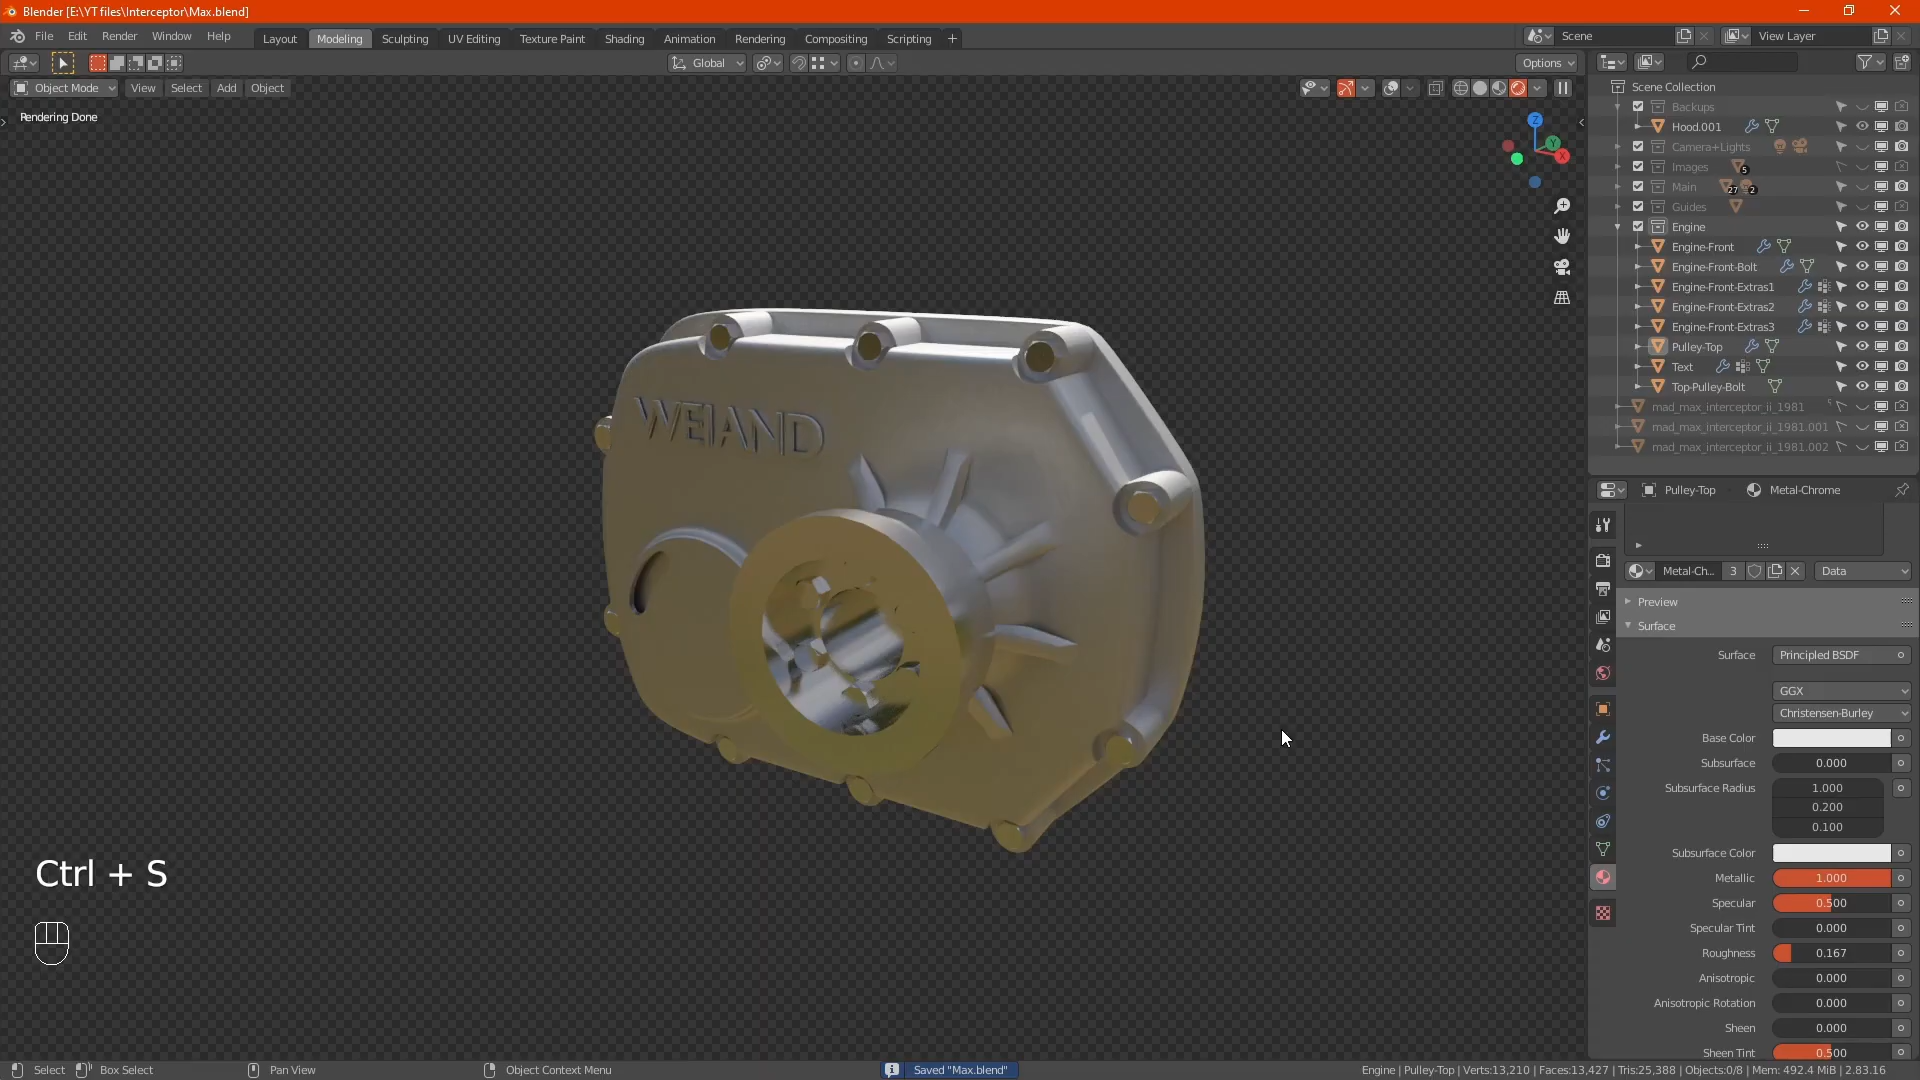 Blender [E:\YT files\Interceptor\Max.blend]
File Edit Render Window Help Layout Modeling Sculpting UV Editing Texture Paint Shading Animation Rendering Compositing Scripting + Scene View Layer
Global Options
Object Mode View Select Add Object
Rendering Done
Z
Y
X
WEIAND
Ctrl + S
Scene Collection
Backups
Hood.001
Camera+Lights
Images 5
Main 27 2
Guides
Engine
Engine-Front
Engine-Front-Bolt
Engine-Front-Extras1
Engine-Front-Extras2
Engine-Front-Extras3
Pulley-Top
Text
Top-Pulley-Bolt
mad_max_interceptor_ii_1981
mad_max_interceptor_ii_1981.001
mad_max_interceptor_ii_1981.002
Pulley-Top Metal-Chrome
Metal-Ch... 3 Data
Preview
Surface
Surface Principled BSDF
GGX
Christensen-Burley
Base Color
Subsurface 0.000
Subsurface Radius 1.000
0.200
0.100
Subsurface Color
Metallic 1.000
Specular 0.500
Specular Tint 0.000
Roughness 0.167
Anisotropic 0.000
Anisotropic Rotation 0.000
Sheen 0.000
Sheen Tint 0.500
Select Box Select Pan View Object Context Menu Saved "Max.blend" Engine | Pulley-Top | Verts:13,210 | Faces:13,427 | Tris:25,388 | Objects:0/8 | Mem: 492.4 MiB | 2.83.16